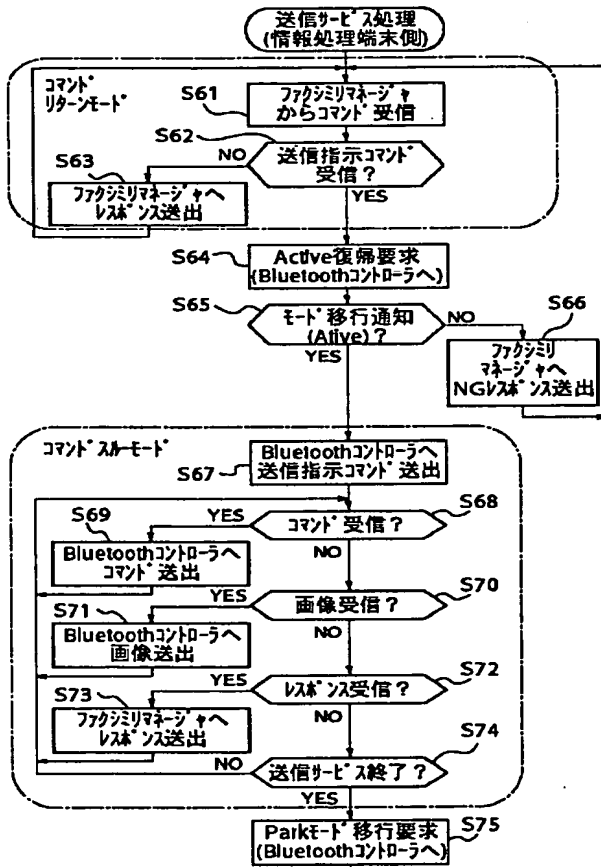 送信サービス処理
(情報処理端末側)
コマンド
リターンモード
S61
ファクシミリマネージャ
からコマンド受信
S62
送信指示コマンド
受信?
NO
YES
S63
ファクシミリマネージャへ
レスポンス送出
S64
Active復帰要求
(Bluetoothコントローラへ)
S65
モード移行通知
(Ative)?
NO
YES
S66
ファクシミリ
マネージャへ
NGレスポンス送出
コマンドスルーモード
S67
Bluetoothコントローラへ
送信指示コマンド送出
S68
コマンド受信?
YES
NO
S69
Bluetoothコントローラへ
コマンド送出
S70
画像受信?
YES
NO
S71
Bluetoothコントローラへ
画像送出
S72
レスポンス受信?
YES
NO
S73
ファクシミリマネージャへ
レスポンス送出
S74
送信サービス終了?
NO
YES
S75
Parkモード移行要求
(Bluetoothコントローラへ)